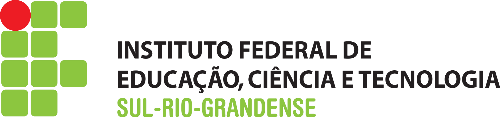 INSTITUTO FEDERAL DE
EDUCAÇÃO, CIÊNCIA E TECNOLOGIA
SUL-RIO-GRANDENSE